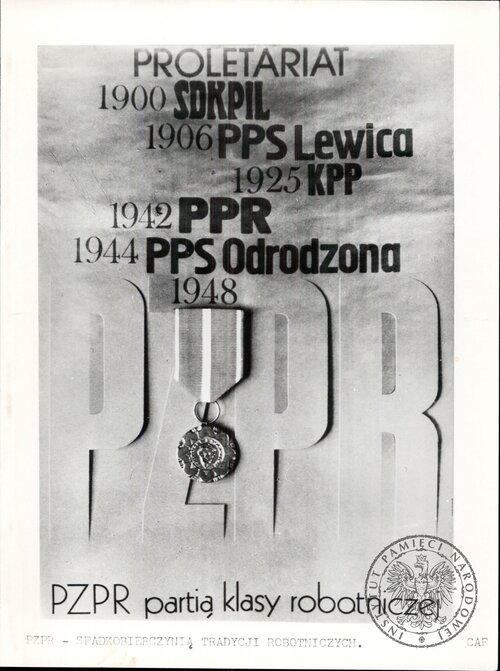 PROLETARIAT
1900 SDKPIL
1906 PPS Lewica
1925 KPP
1942 PPR
1944 PPS Odrodzona
1948
PZPR
PZPR partią klasy robotniczej
PZPR - SPADKOBIERCZYNIĄ TRADYCJI ROBOTNICZYCH. CAF
INSTYTUT PAMIĘCI NARODOWEJ